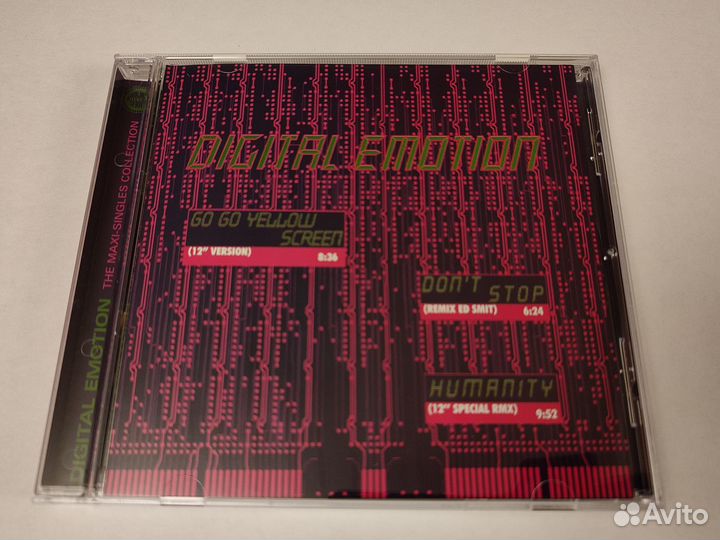 DIGITAL EMOTION
GO GO YELLOW
SCREEN
(12" VERSION) 8:36
DON'T STOP
(REMIX ED SMIT) 6:24
HUMANITY
(12" SPECIAL RMX) 9:52
DIGITAL EMOTION THE MAXI-SINGLES COLLECTION
Avito